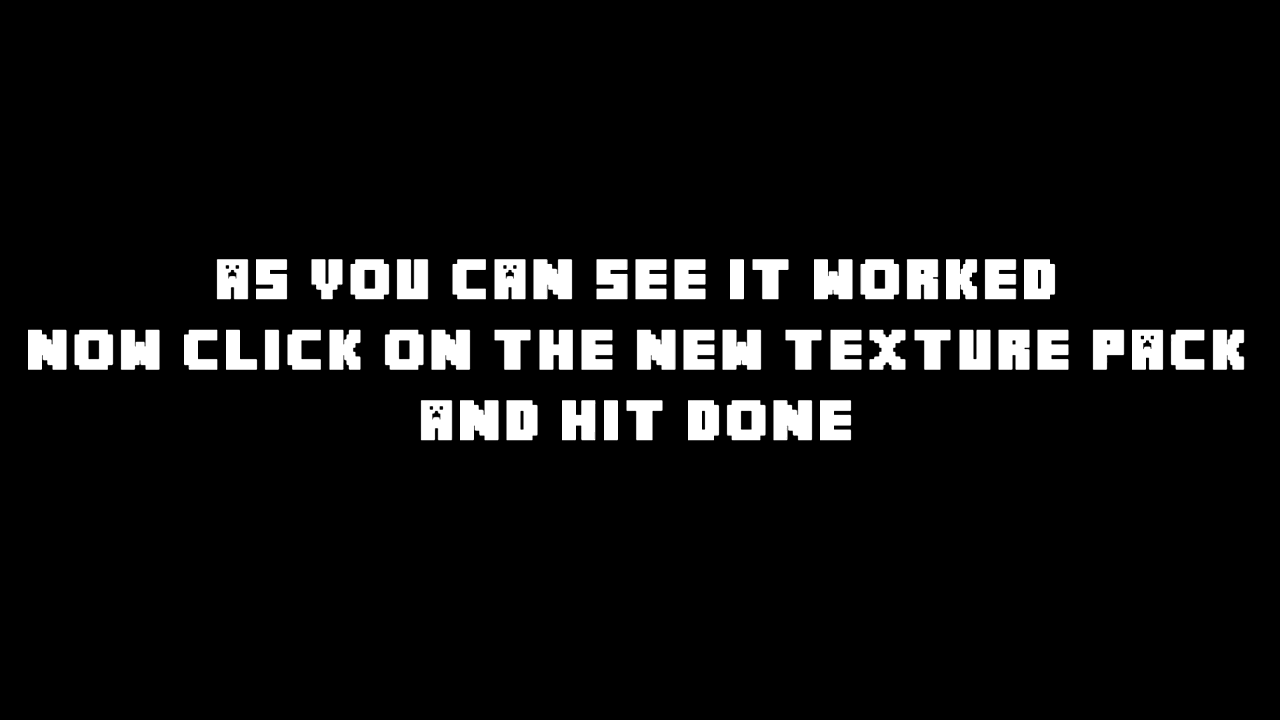 AS YOU CAN SEE IT WORKED
NOW CLICK ON THE NEW TEXTURE PACK
AND HIT DONE